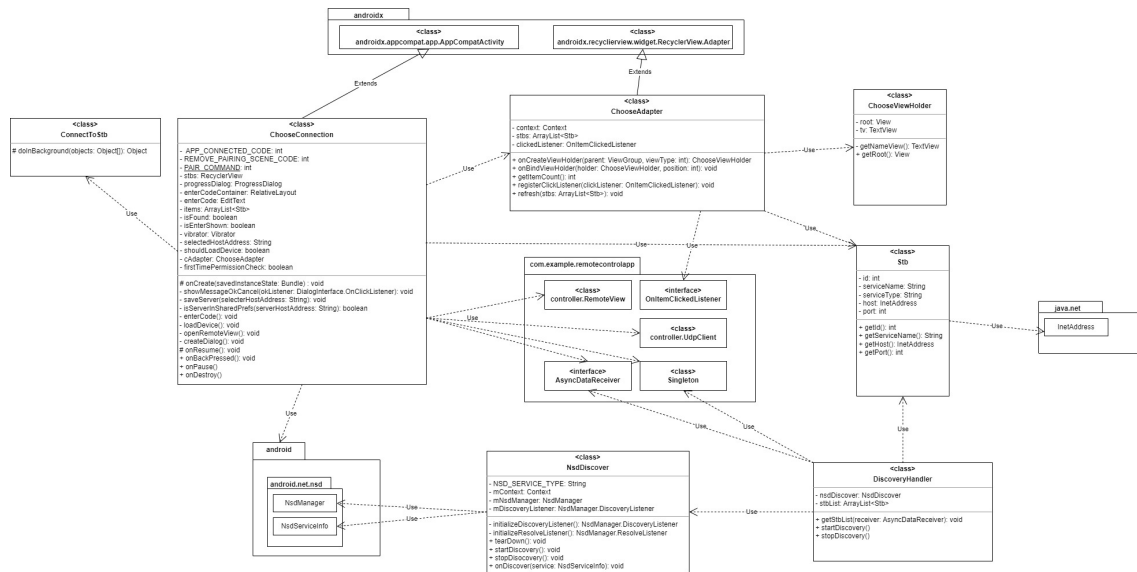 androidx
<class>
androidx.appcompat.app.AppCompatActivity
<class>
androidx.recyclierview.widget.RecyclerView.Adapter
Extends
Extends
<class>
ConnectToStb
# doInBackground(objects: Object[]): Object
<class>
ChooseConnection
- APP_CONNECTED_CODE: int
- REMOVE_PAIRING_SCENE_CODE: int
- PAIR_COMMAND: int
- stbs: RecyclerView
- progressDialog: ProgressDialog
- enterCodeContainer: RelativeLayout
- enterCode: EditText
- items: ArrayList<Stb>
- isFound: boolean
- isEnterShown: boolean
- vibrator: Vibrator
- selectedHostAddress: String
- shouldLoadDevice: boolean
- cAdapter: ChooseAdapter
- firstTimePermissionCheck: boolean
# onCreate(savedInstanceState: Bundle) : void
- showMessageOkCancel(okListener: DialogInterface.OnClickListener): void
- saveServer(selecterHostAddress: String): void
- isServerInSharedPrefs(serverHostAddress: String): boolean
- enterCode(): void
- loadDevice(): void
- openRemoteView(): void
- createDialog(): void
# onResume(): void
+ onBackPressed(): void
+ onPause()
+ onDestroy()
<class>
ChooseAdapter
- context: Context
- stbs: ArrayList<Stb>
- clickedListener: OnItemClickedListener
+ onCreateViewHolder(parent: ViewGroup, viewType: int): ChooseViewHolder
+ onBindViewHolder(holder: ChooseViewHolder, position: int): void
+ getItemCount(): int
+ registerClickListener(clickListener: OnItemClickedListener): void
+ refresh(stbs: ArrayList<Stb>): void
<class>
ChooseViewHolder
- root: View
- tv: TextView
- getNameView(): TextView
+ getRoot(): View
Use
Use
Use
Use
Use
Use
Use
com.example.remotecontrolapp
<class>
controller.RemoteView
<interface>
OnItemClickedListener
<class>
controller.UdpClient
<interface>
AsyncDataReceiver
<class>
Singleton
Use
Use
<class>
Stb
- id: int
- serviceName: String
- serviceType: String
- host: InetAddress
- port: int
+ getId(): int
+ getServiceName(): String
+ getHost(): InetAddress
+ getPort(): int
Use
java.net
InetAddress
Use
Use
Use
Use
android
android.net.nsd
NsdManager
NsdServiceInfo
Use
Use
<class>
NsdDiscover
- NSD_SERVICE_TYPE: String
- mContext: Context
- mNsdManager: NsdManager
- mDiscoveryListener: NsdManager.DiscoveryListener
- initializeDiscoveryListener(): NsdManager.DiscoveryListener
- initializeResolveListener(): NsdManager.ResolveListener
+ tearDown(): void
+ startDiscovery(): void
+ stopDisocovery(): void
+ onDiscover(service: NsdServiceInfo): void
Use
<class>
DiscoveryHandler
- nsdDiscover: NsdDiscover
- stbList: ArrayList<Stb>
+ getStbList(receiver: AsyncDataReceiver): void
+ startDiscovery()
+ stopDiscovery()